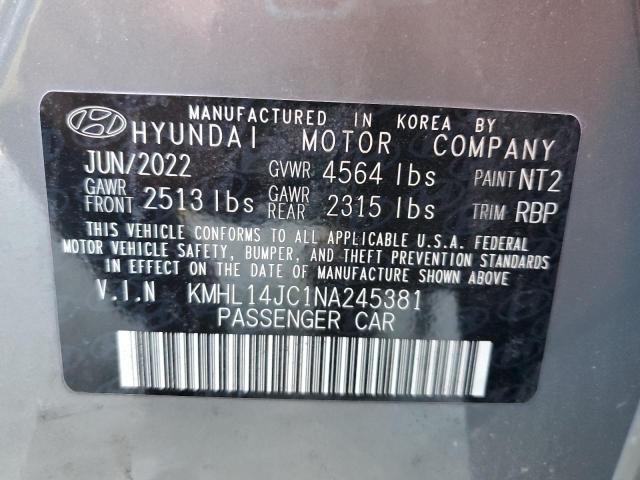 MANUFACTURED IN KOREA BY
HYUNDAI MOTOR COMPANY
JUN/2022 GVWR 4564 lbs PAINT NT2
GAWR FRONT 2513 lbs GAWR REAR 2315 lbs TRIM RBP
THIS VEHICLE CONFORMS TO ALL APPLICABLE U.S.A. FEDERAL
MOTOR VEHICLE SAFETY, BUMPER, AND THEFT PREVENTION STANDARDS
IN EFFECT ON THE DATE OF MANUFACTURE SHOWN ABOVE.
V.I.N KMHL14JC1NA245381
PASSENGER CAR